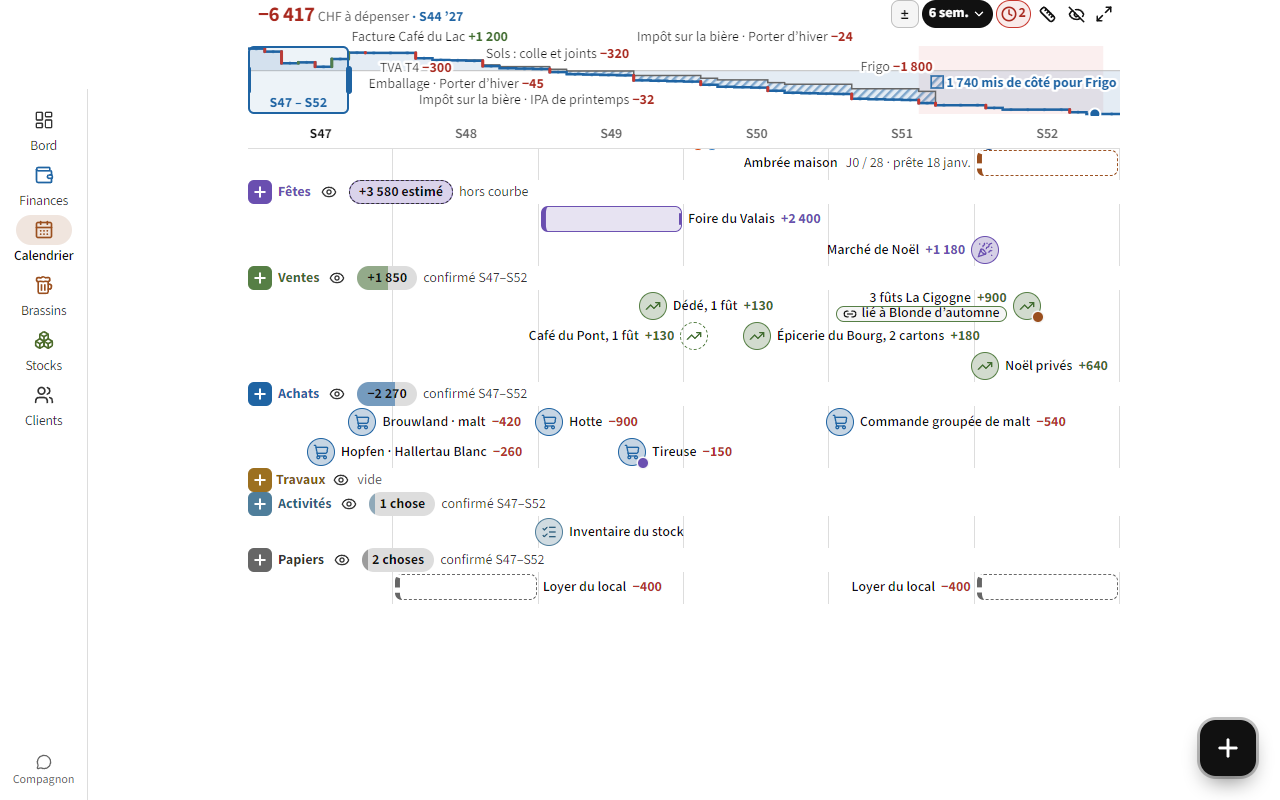 −6 417 CHF à dépenser · S44 ’27
± 6 sem. 2
Facture Café du Lac +1 200
Impôt sur la bière · Porter d’hiver −24
Sols : colle et joints −320
TVA T4 −300
Frigo −1 800
Emballage · Porter d’hiver −45
1 740 mis de côté pour Frigo
Impôt sur la bière · IPA de printemps −32
S47 – S52
S47 S48 S49 S50 S51 S52
Bord
Finances
Calendrier
Brassins
Stocks
Clients
Compagnon
Ambrée maison J0 / 28 · prête 18 janv.
Fêtes +3 580 estimé hors courbe
Foire du Valais +2 400
Marché de Noël +1 180
Ventes +1 850 confirmé S47–S52
3 fûts La Cigogne +900
Dédé, 1 fût +130
lié à Blonde d’automne
Café du Pont, 1 fût +130
Épicerie du Bourg, 2 cartons +180
Noël privés +640
Achats −2 270 confirmé S47–S52
Brouwland · malt −420
Hotte −900
Commande groupée de malt −540
Hopfen · Hallertau Blanc −260
Tireuse −150
Travaux vide
Activités 1 chose confirmé S47–S52
Inventaire du stock
Papiers 2 choses confirmé S47–S52
Loyer du local −400
Loyer du local −400